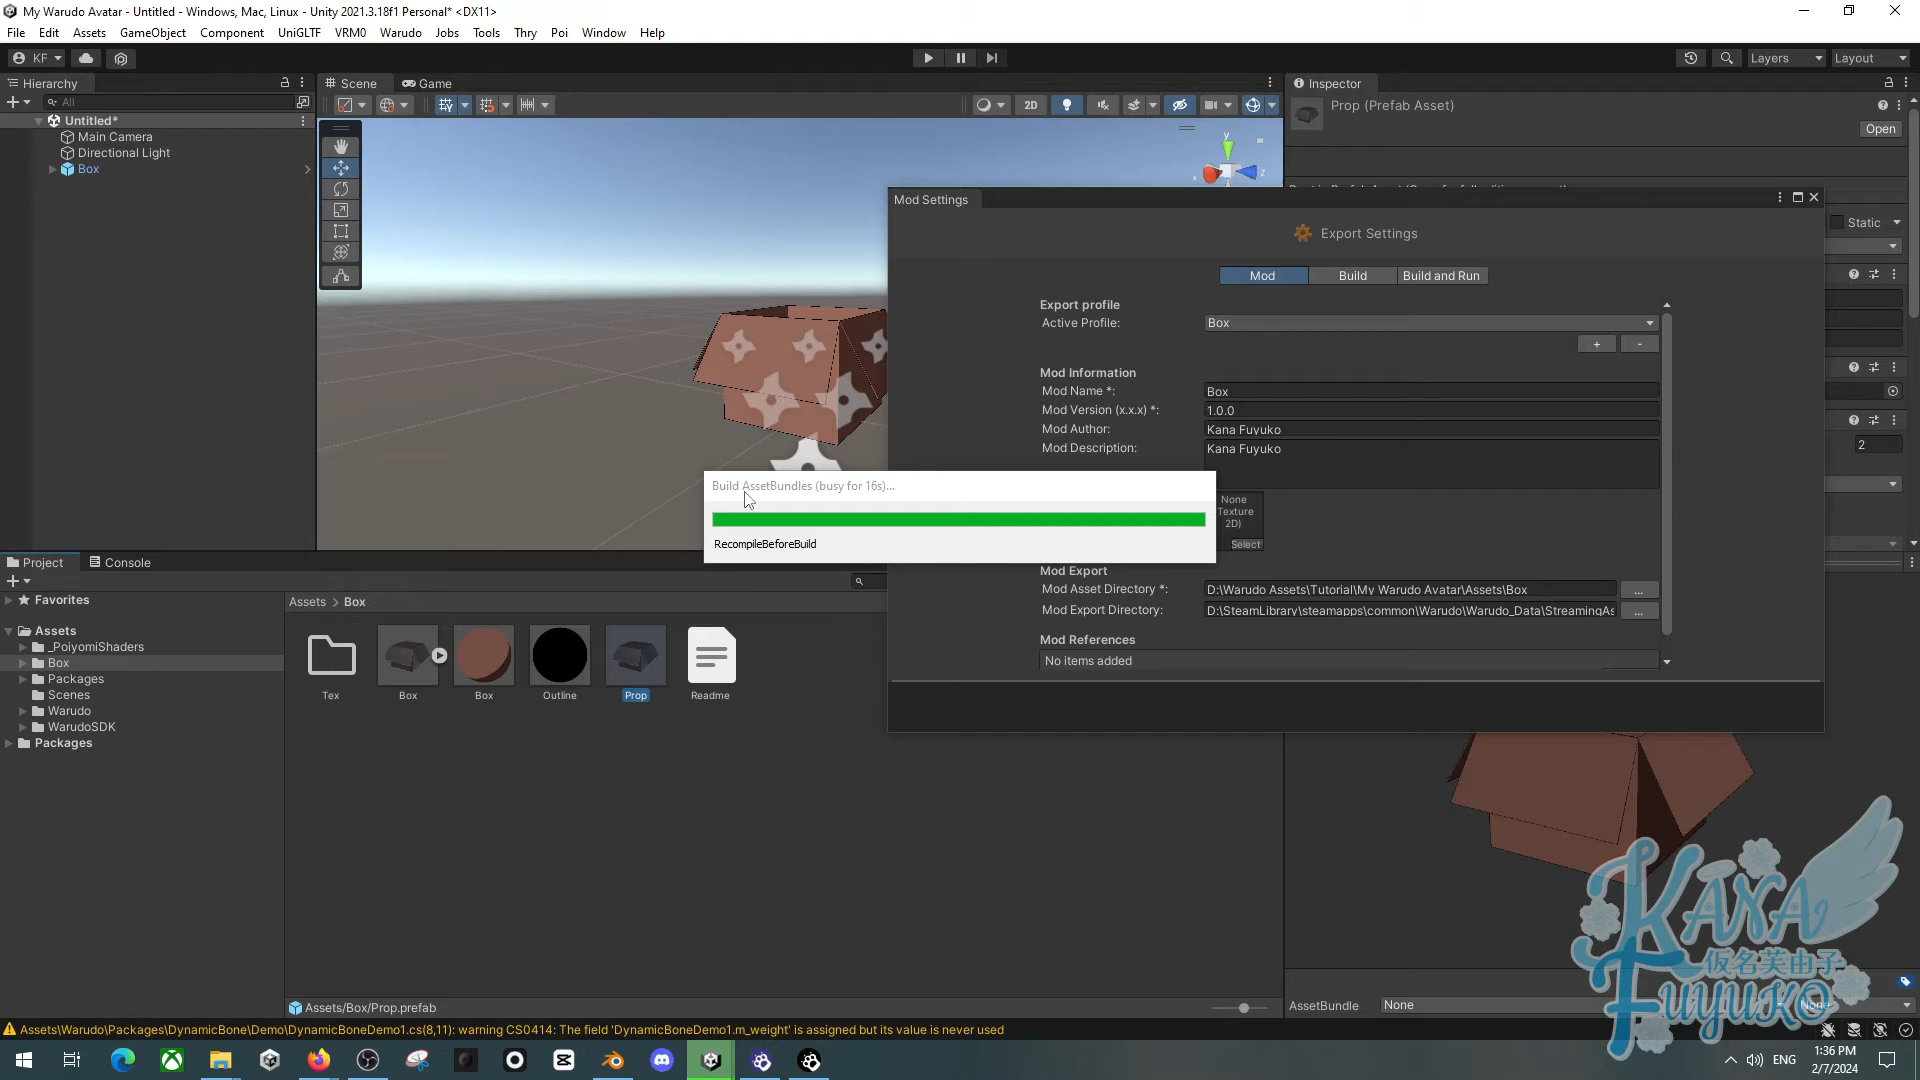 My Warudo Avatar - Untitled - Windows, Mac, Linux - Unity 2021.3.18f1 Personal* <DX11>
File Edit Assets GameObject Component UniGLTF VRM0 Warudo Jobs Tools Thry Poi Window Help
KF
Layers Layout
Hierarchy
All
Untitled*
Main Camera
Directional Light
Box
Scene Game
2D
y
x
z
Inspector
Prop (Prefab Asset)
Open
Static
2
Mod Settings
Export Settings
Mod Build Build and Run
Export profile
Active Profile: Box
+ -
Mod Information
Mod Name *: Box
Mod Version (x.x.x) *: 1.0.0
Mod Author: Kana Fuyuko
Mod Description: Kana Fuyuko
None
Texture
2D)
Select
Build AssetBundles (busy for 16s)...
RecompileBeforeBuild
Mod Export
Mod Asset Directory *: D:\Warudo Assets\Tutorial\My Warudo Avatar\Assets\Box ...
Mod Export Directory: D:\SteamLibrary\steamapps\common\Warudo\Warudo_Data\StreamingAs ...
Mod References
No items added
Project Console
Favorites
Assets
_PoiyomiShaders
Box
Packages
Scenes
Warudo
WarudoSDK
Packages
Assets > Box
Tex Box Box Outline Prop Readme
Assets/Box/Prop.prefab
AssetBundle None None
KANA
仮名芙由子
FUYUKO
Assets\Warudo\Packages\DynamicBone\Demo\DynamicBoneDemo1.cs(8,11): warning CS0414: The field 'DynamicBoneDemo1.m_weight' is assigned but its value is never used
ENG
1:36 PM
2/7/2024